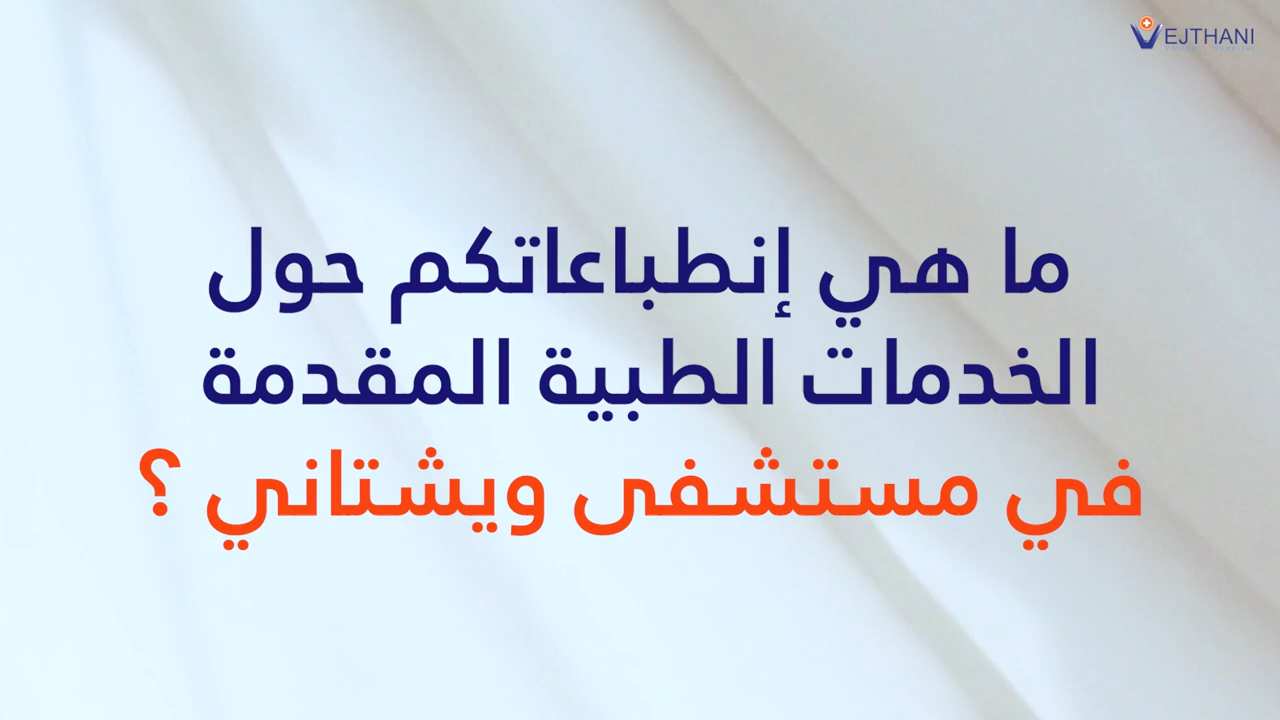 VEJTHANI
ما هي إنطباعاتكم حول
الخدمات الطبية المقدمة
في مستشفى ويشتاني ؟